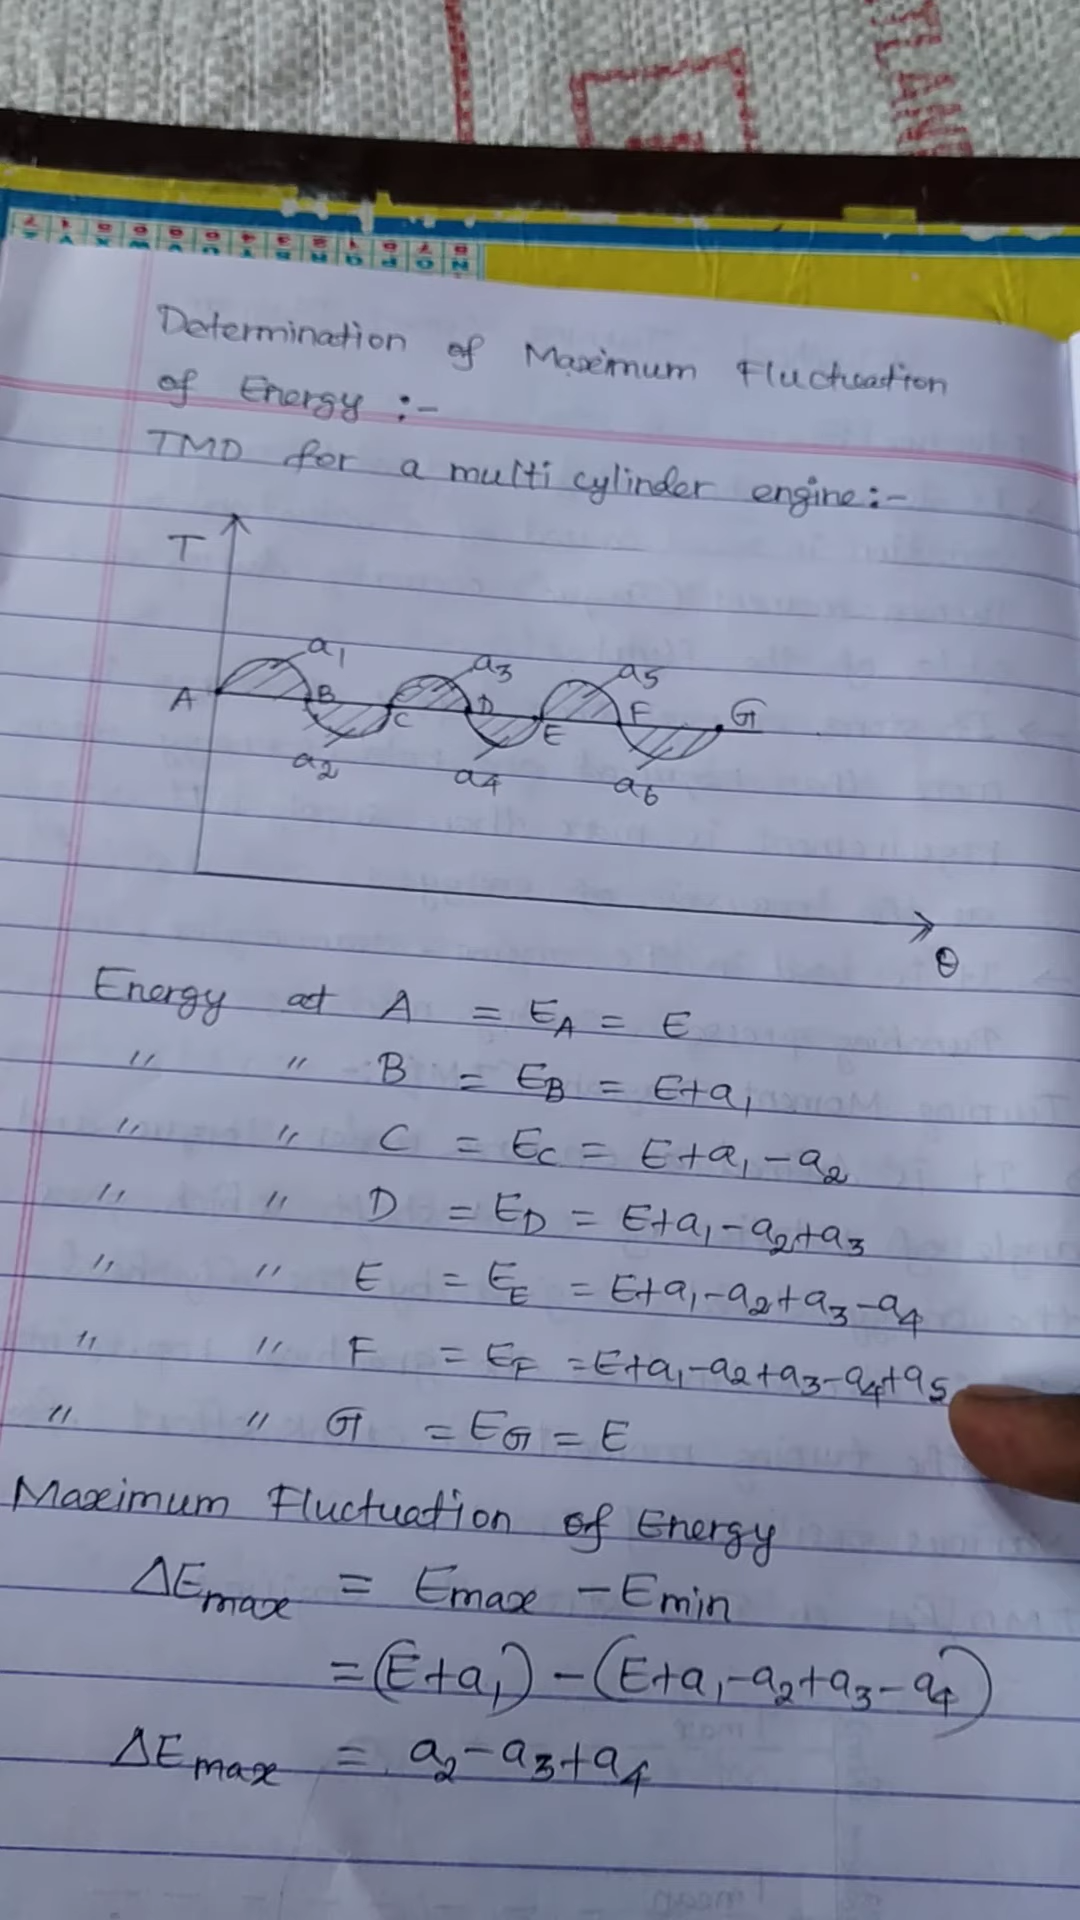 TLAN
Determination of Maximum Fluctuation
of Energy :-
TMD for a multi cylinder engine:-
T
a1 a3 a5
A B C D E F G
a2 a4 a6
θ
Energy at A = EA = E
" " B = EB = E+a1
" " C = EC = E+a1-a2
" " D = ED = E+a1-a2+a3
" " E = EE = E+a1-a2+a3-a4
" " F = EF = E+a1-a2+a3-a4+a5
" " G = EG = E
Maximum Fluctuation of Energy
ΔEmax = Emax - Emin
= (E+a1) - (E+a1-a2+a3-a4)
ΔEmax = a2-a3+a4